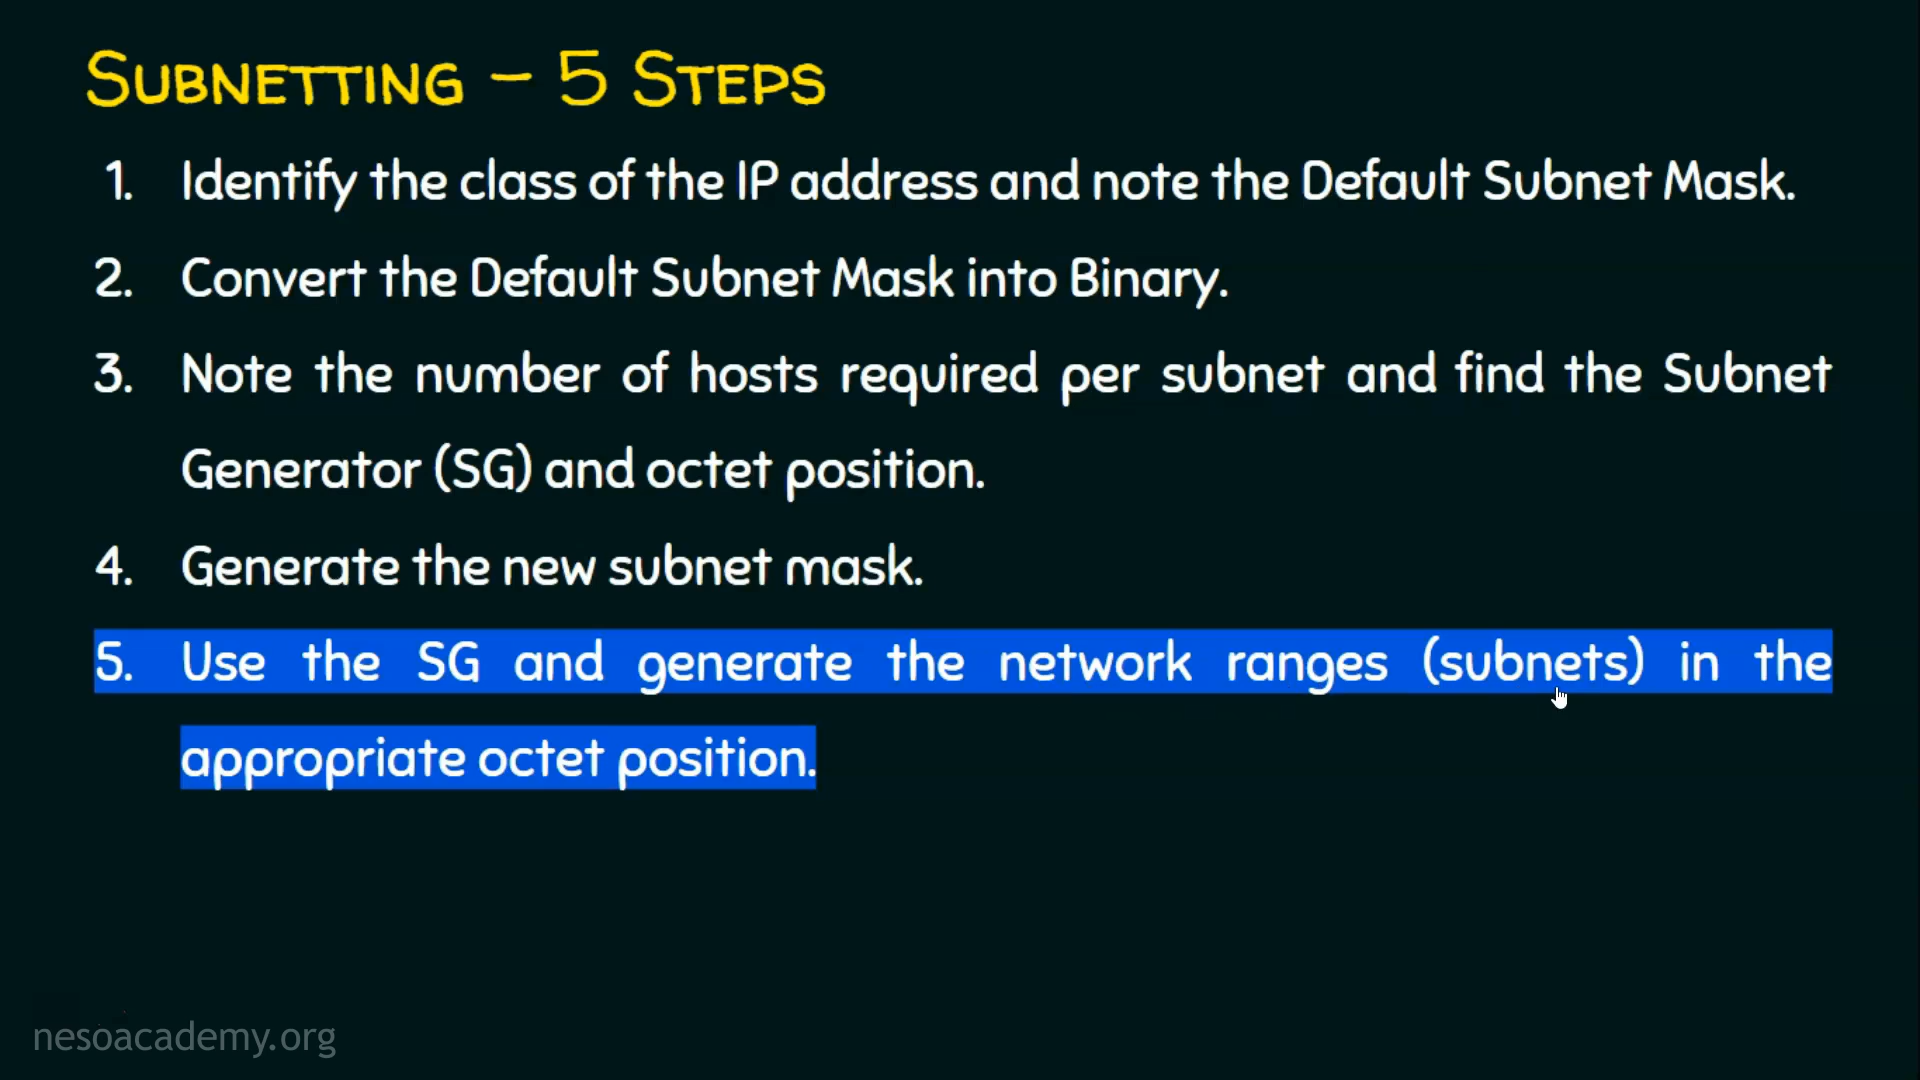 Subnetting – 5 Steps
1. Identify the class of the IP address and note the Default Subnet Mask.
2. Convert the Default Subnet Mask into Binary.
3. Note the number of hosts required per subnet and find the Subnet
Generator (SG) and octet position.
4. Generate the new subnet mask.
5. Use the SG and generate the network ranges (subnets) in the
appropriate octet position.
nesoacademy.org